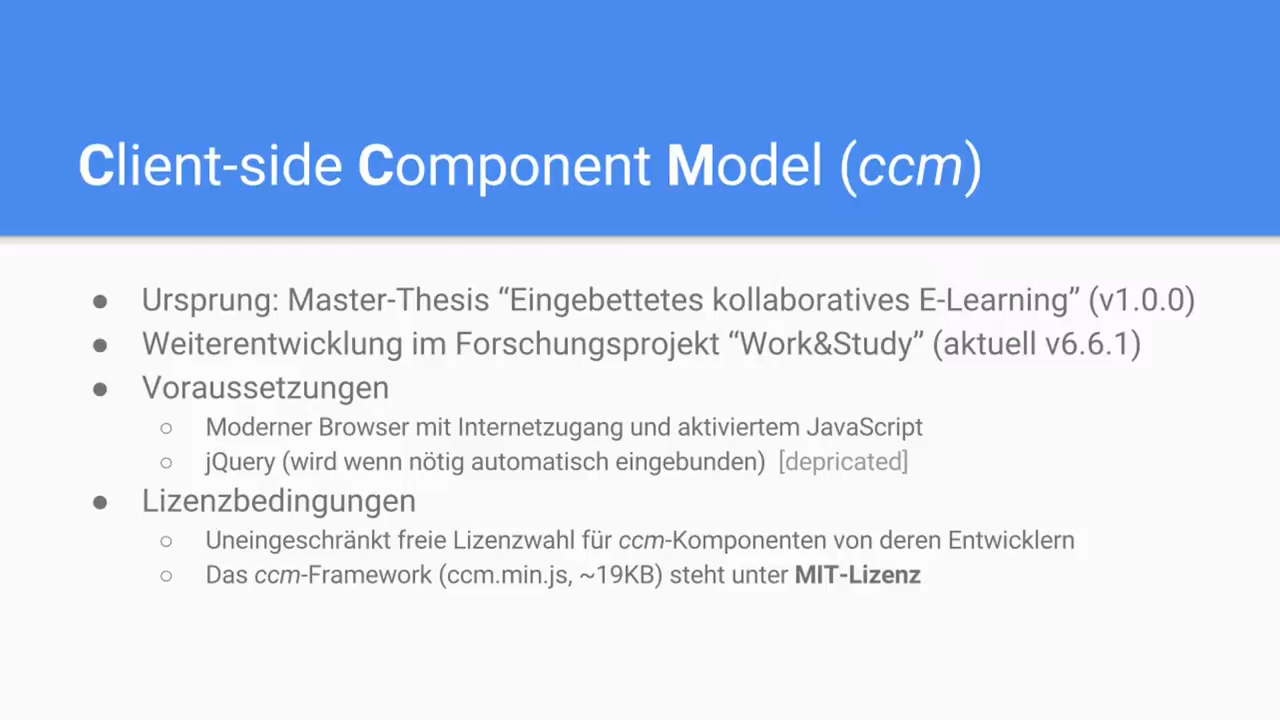 Client-side Component Model (ccm)
● Ursprung: Master-Thesis “Eingebettetes kollaboratives E-Learning” (v1.0.0)
● Weiterentwicklung im Forschungsprojekt “Work&Study” (aktuell v6.6.1)
● Voraussetzungen
○ Moderner Browser mit Internetzugang und aktiviertem JavaScript
○ jQuery (wird wenn nötig automatisch eingebunden) [depricated]
● Lizenzbedingungen
○ Uneingeschränkt freie Lizenzwahl für ccm-Komponenten von deren Entwicklern
○ Das ccm-Framework (ccm.min.js, ~19KB) steht unter MIT-Lizenz